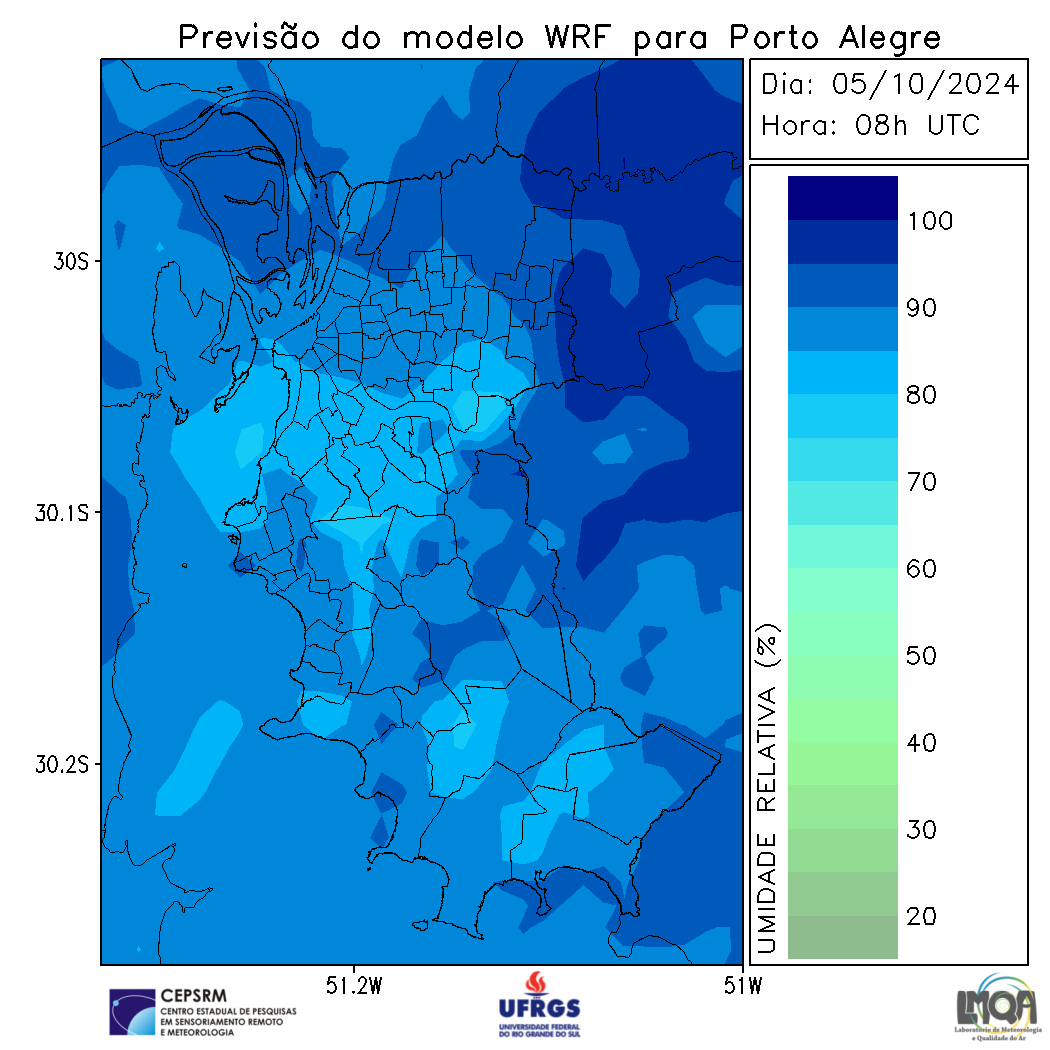 Previsão do modelo WRF para Porto Alegre
Dia: 05/10/2024
Hora: 08h UTC
100
90
80
70
60
50
40
30
20
UMIDADE RELATIVA (%)
30S
30.1S
30.2S
51.2W
51W
CEPSRM
CENTRO ESTADUAL DE PESQUISAS
EM SENSORIAMENTO REMOTO
E METEOROLOGIA
UFRGS
UNIVERSIDADE FEDERAL
DO RIO GRANDE DO SUL
LMQA
Laboratório de Meteorologia
e Qualidade do Ar